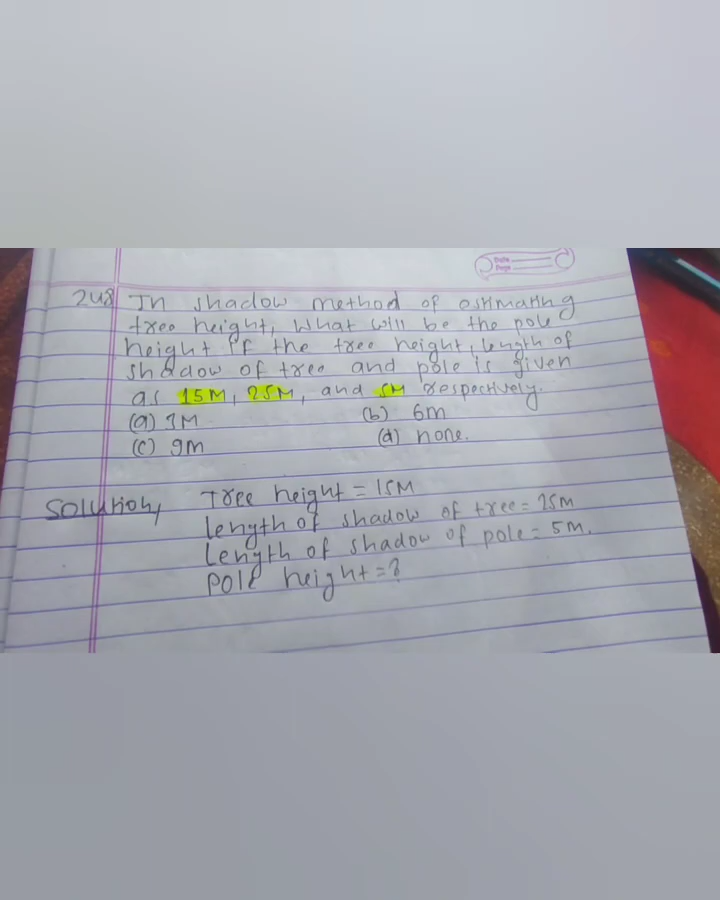 Date
Page
248 In shadow method of estimating
tree height, What will be the pole
height if the tree height, length of
shadow of tree and pole is given
as 15M, 25M, and 5M respectively.
(a) 3M (b) 6m
(c) 9m (d) none.
Solution, Tree height = 15M
length of shadow of tree = 25M
Length of shadow of pole = 5m.
Pole height = ?